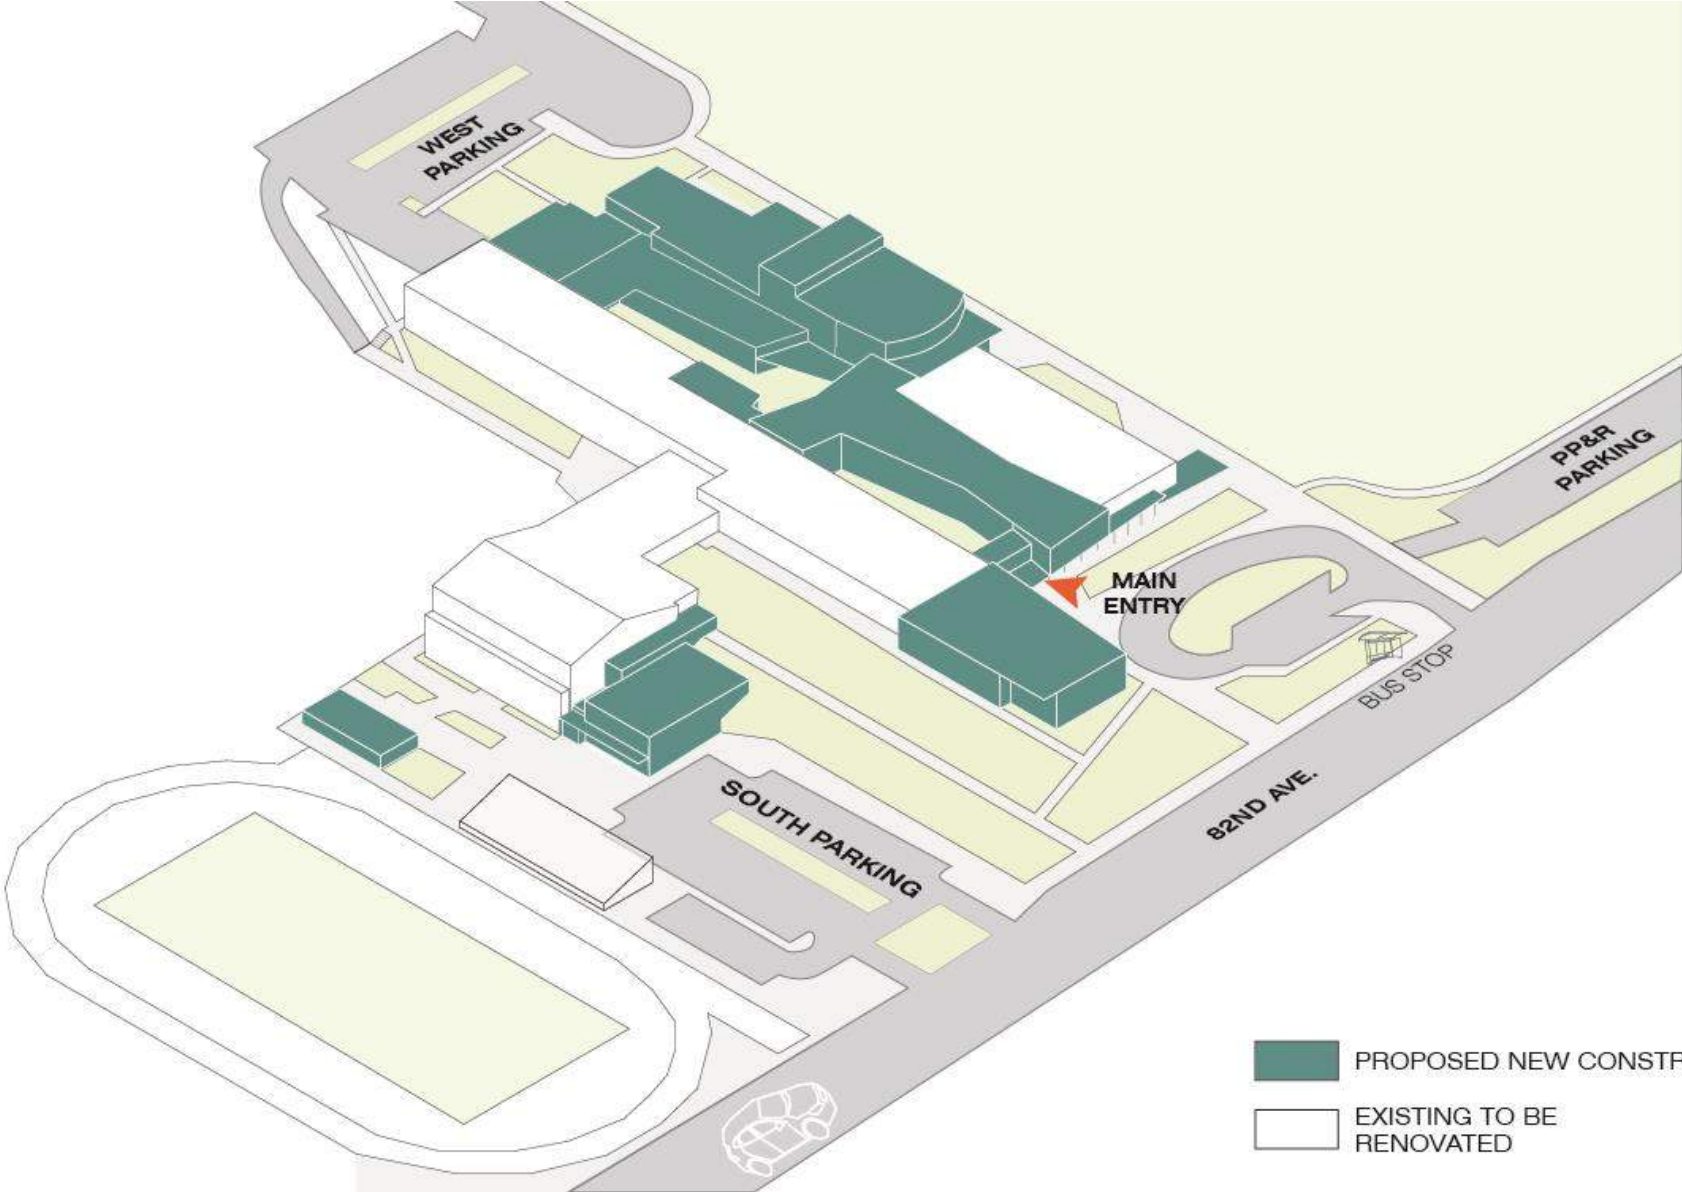 WEST
PARKING
PP&R
PARKING
MAIN
ENTRY
BUS STOP
82ND AVE.
SOUTH PARKING
PROPOSED NEW CONSTR
EXISTING TO BE
RENOVATED